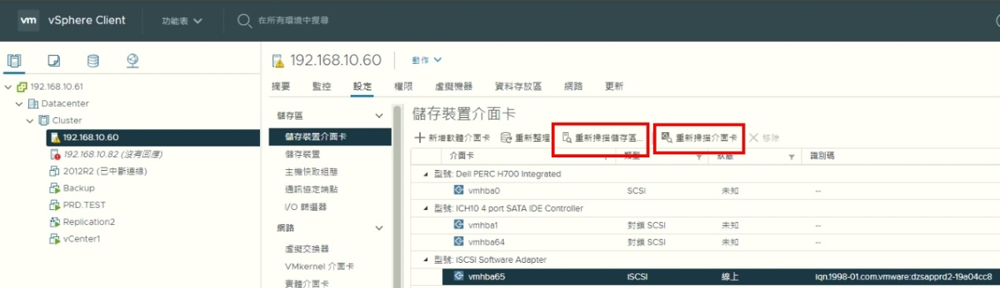 vm vSphere Client 功能表 在所有環境中搜尋
192.168.10.61
Datacenter
Cluster
192.168.10.60
192.168.10.82 (沒有回應)
2012R2 (已中斷連線)
Backup
PRD.TEST
Replication2
vCenter1
192.168.10.60 動作
摘要 監控 設定 權限 虛擬機器 資料存放區 網路 更新
儲存區
儲存裝置介面卡
儲存裝置
主機快取組態
通訊協定端點
I/O 篩選器
網路
虛擬交換器
VMkernel 介面卡
實體介面卡
儲存裝置介面卡
新增軟體介面卡 重新整理 重新掃描儲存區... 重新掃描介面卡 移除
介面卡 類型 狀態 識別碼
型號: Dell PERC H700 Integrated
vmhba0 SCSI 未知 --
型號: ICH10 4 port SATA IDE Controller
vmhba1 封鎖 SCSI 未知 --
vmhba64 封鎖 SCSI 未知 --
型號: iSCSI Software Adapter
vmhba65 iSCSI 線上 iqn.1998-01.com.vmware:dzsapprd2-19a04cc8